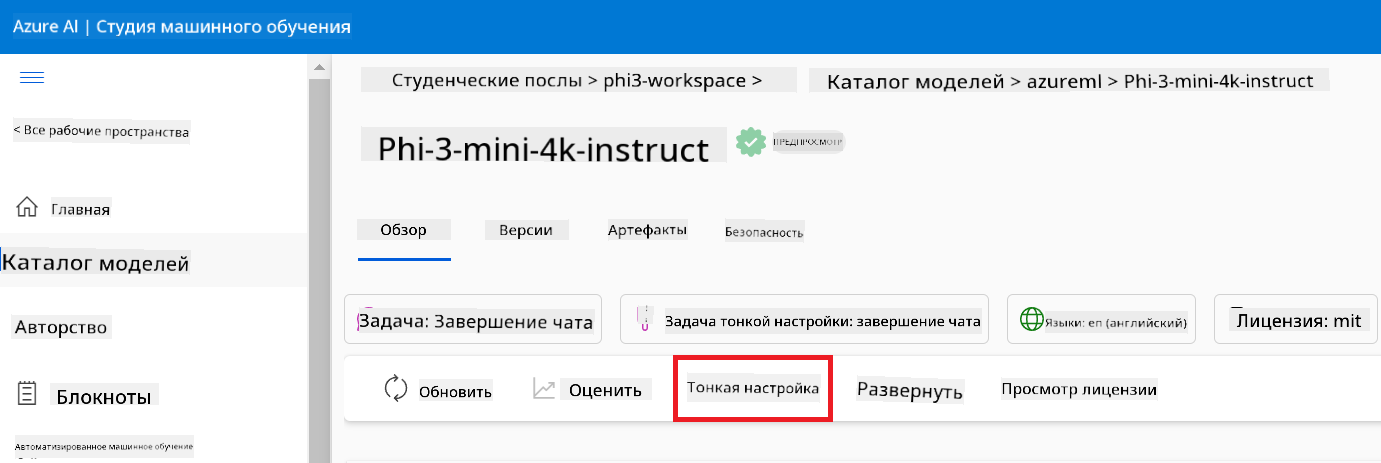 Azure AI | Студия машинного обучения
Студенческие послы > phi3-workspace >
Каталог моделей > azureml > Phi-3-mini-4k-instruct
< Все рабочие пространства
Phi-3-mini-4k-instruct
ПРЕДПРОСМОТР
Главная
Обзор
Версии
Артефакты
Безопасность
Каталог моделей
Авторство
Задача: Завершение чата
Задача тонкой настройки: завершение чата
Языки: en (английский)
Лицензия: mit
Блокноты
Обновить
Оценить
Тонкая настройка
Развернуть
Просмотр лицензии
Автоматизированное машинное обучение